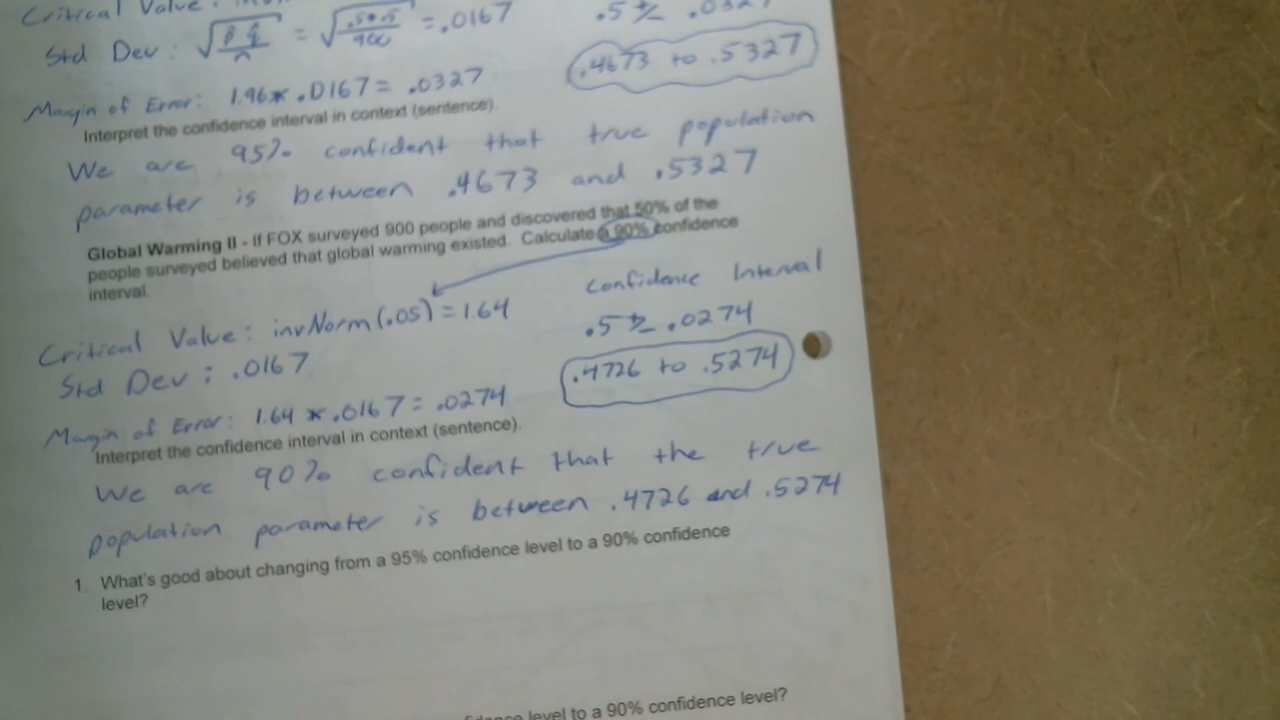 Critical Value:
.5 +/- .0327
Std Dev: √(p̂ q̂ / n) = √(.5*.5 / 900) = .0167
.4673 to .5327
Margin of Error: 1.96* .0167 = .0327
Interpret the confidence interval in context (sentence).
We are 95% confident that true population
parameter is between .4673 and .5327
Global Warming II - If FOX surveyed 900 people and discovered that 50% of the
people surveyed believed that global warming existed. Calculate a 90% confidence
interval.
Critical Value: invNorm(.05) = 1.64
Confidence Interval
.5 +/- .0274
Std Dev: .0167
.4726 to .5274
Margin of Error: 1.64 * .0167 = .0274
Interpret the confidence interval in context (sentence).
We are 90% confident that the true
population parameter is between .4726 and .5274
1. What's good about changing from a 95% confidence level to a 90% confidence
level?
level to a 90% confidence level?